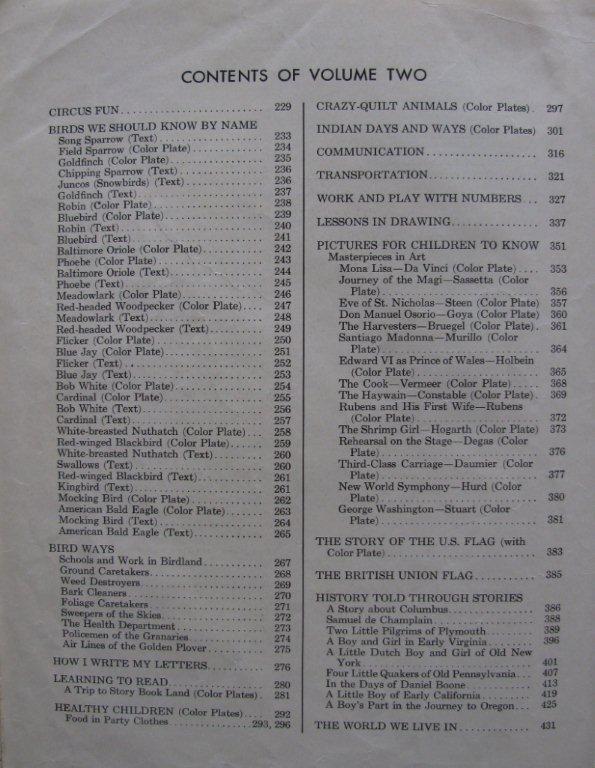 CONTENTS OF VOLUME TWO
CIRCUS FUN.......................... 229
BIRDS WE SHOULD KNOW BY NAME
Song Sparrow (Text)................... 233
Field Sparrow (Color Plate).............. 234
Goldfinch (Color Plate)................. 235
Chipping Sparrow (Text)................ 236
Juncos (Snowbirds) (Text).............. 236
Goldfinch (Text)....................... 237
Robin (Color Plate).................... 238
Bluebird (Color Plate).................. 239
Robin (Text).......................... 240
Bluebird (Text)........................ 241
Baltimore Oriole (Color Plate)........... 242
Phoebe (Color Plate)................... 243
Baltimore Oriole (Text)................. 244
Phoebe (Text)......................... 245
Meadowlark (Color Plate)............... 246
Red-headed Woodpecker (Color Plate).... 247
Meadowlark (Text)..................... 248
Red-headed Woodpecker (Text).......... 249
Flicker (Color Plate)................... 250
Blue Jay (Color Plate).................. 251
Flicker (Text)......................... 252
Blue Jay (Text)........................ 253
Bob White (Color Plate)................ 254
Cardinal (Color Plate).................. 255
Bob White (Text)...................... 256
Cardinal (Text)........................ 257
White-breasted Nuthatch (Color Plate)... 258
Red-winged Blackbird (Color Plate)...... 259
White-breasted Nuthatch (Text)......... 260
Swallows (Text)....................... 260
Red-winged Blackbird (Text)............ 261
Kingbird (Text)........................ 261
Mocking Bird (Color Plate)............. 262
American Bald Eagle (Color Plate)....... 263
Mocking Bird (Text)................... 264
American Bald Eagle (Text)............. 265
BIRD WAYS
Schools and Work in Birdland........... 267
Ground Caretakers..................... 268
Weed Destroyers....................... 269
Bark Cleaners......................... 270
Foliage Caretakers..................... 271
Sweepers of the Skies.................. 272
The Health Department................ 273
Policemen of the Granaries............. 274
Air Lines of the Golden Plover.......... 275
HOW I WRITE MY LETTERS............. 276
LEARNING TO READ................... 280
A Trip to Story Book Land (Color Plates). 281
HEALTHY CHILDREN (Color Plates).... 292
Food in Party Clothes............... 293, 296
CRAZY-QUILT ANIMALS (Color Plates). 297
INDIAN DAYS AND WAYS (Color Plates) 301
COMMUNICATION.................... 316
TRANSPORTATION.................... 321
WORK AND PLAY WITH NUMBERS... 327
LESSONS IN DRAWING................ 337
PICTURES FOR CHILDREN TO KNOW 351
Masterpieces in Art
Mona Lisa—Da Vinci (Color Plate).... 353
Journey of the Magi—Sassetta (Color
Plate)............................ 356
Eve of St. Nicholas—Steen (Color Plate) 357
Don Manuel Osorio—Goya (Color Plate) 360
The Harvesters—Bruegel (Color Plate). 361
Santiago Madonna—Murillo (Color
Plate)............................ 364
Edward VI as Prince of Wales—Holbein
(Color Plate)...................... 365
The Cook—Vermeer (Color Plate)..... 368
The Haywain—Constable (Color Plate). 369
Rubens and His First Wife—Rubens
(Color Plate)...................... 372
The Shrimp Girl—Hogarth (Color Plate) 373
Rehearsal on the Stage—Degas (Color
Plate)............................ 376
Third-Class Carriage—Daumier (Color
Plate)............................ 377
New World Symphony—Hurd (Color
Plate)............................ 380
George Washington—Stuart (Color
Plate)............................ 381
THE STORY OF THE U.S. FLAG (with
Color Plate)......................... 383
THE BRITISH UNION FLAG........... 385
HISTORY TOLD THROUGH STORIES
A Story about Columbus................ 386
Samuel de Champlain.................. 388
Two Little Pilgrims of Plymouth......... 389
A Boy and Girl in Early Virginia......... 396
A Little Dutch Boy and Girl of Old New
York............................... 401
Four Little Quakers of Old Pennsylvania... 407
In the Days of Daniel Boone............ 413
A Little Boy of Early California.......... 419
A Boy's Part in the Journey to Oregon... 425
THE WORLD WE LIVE IN............. 431